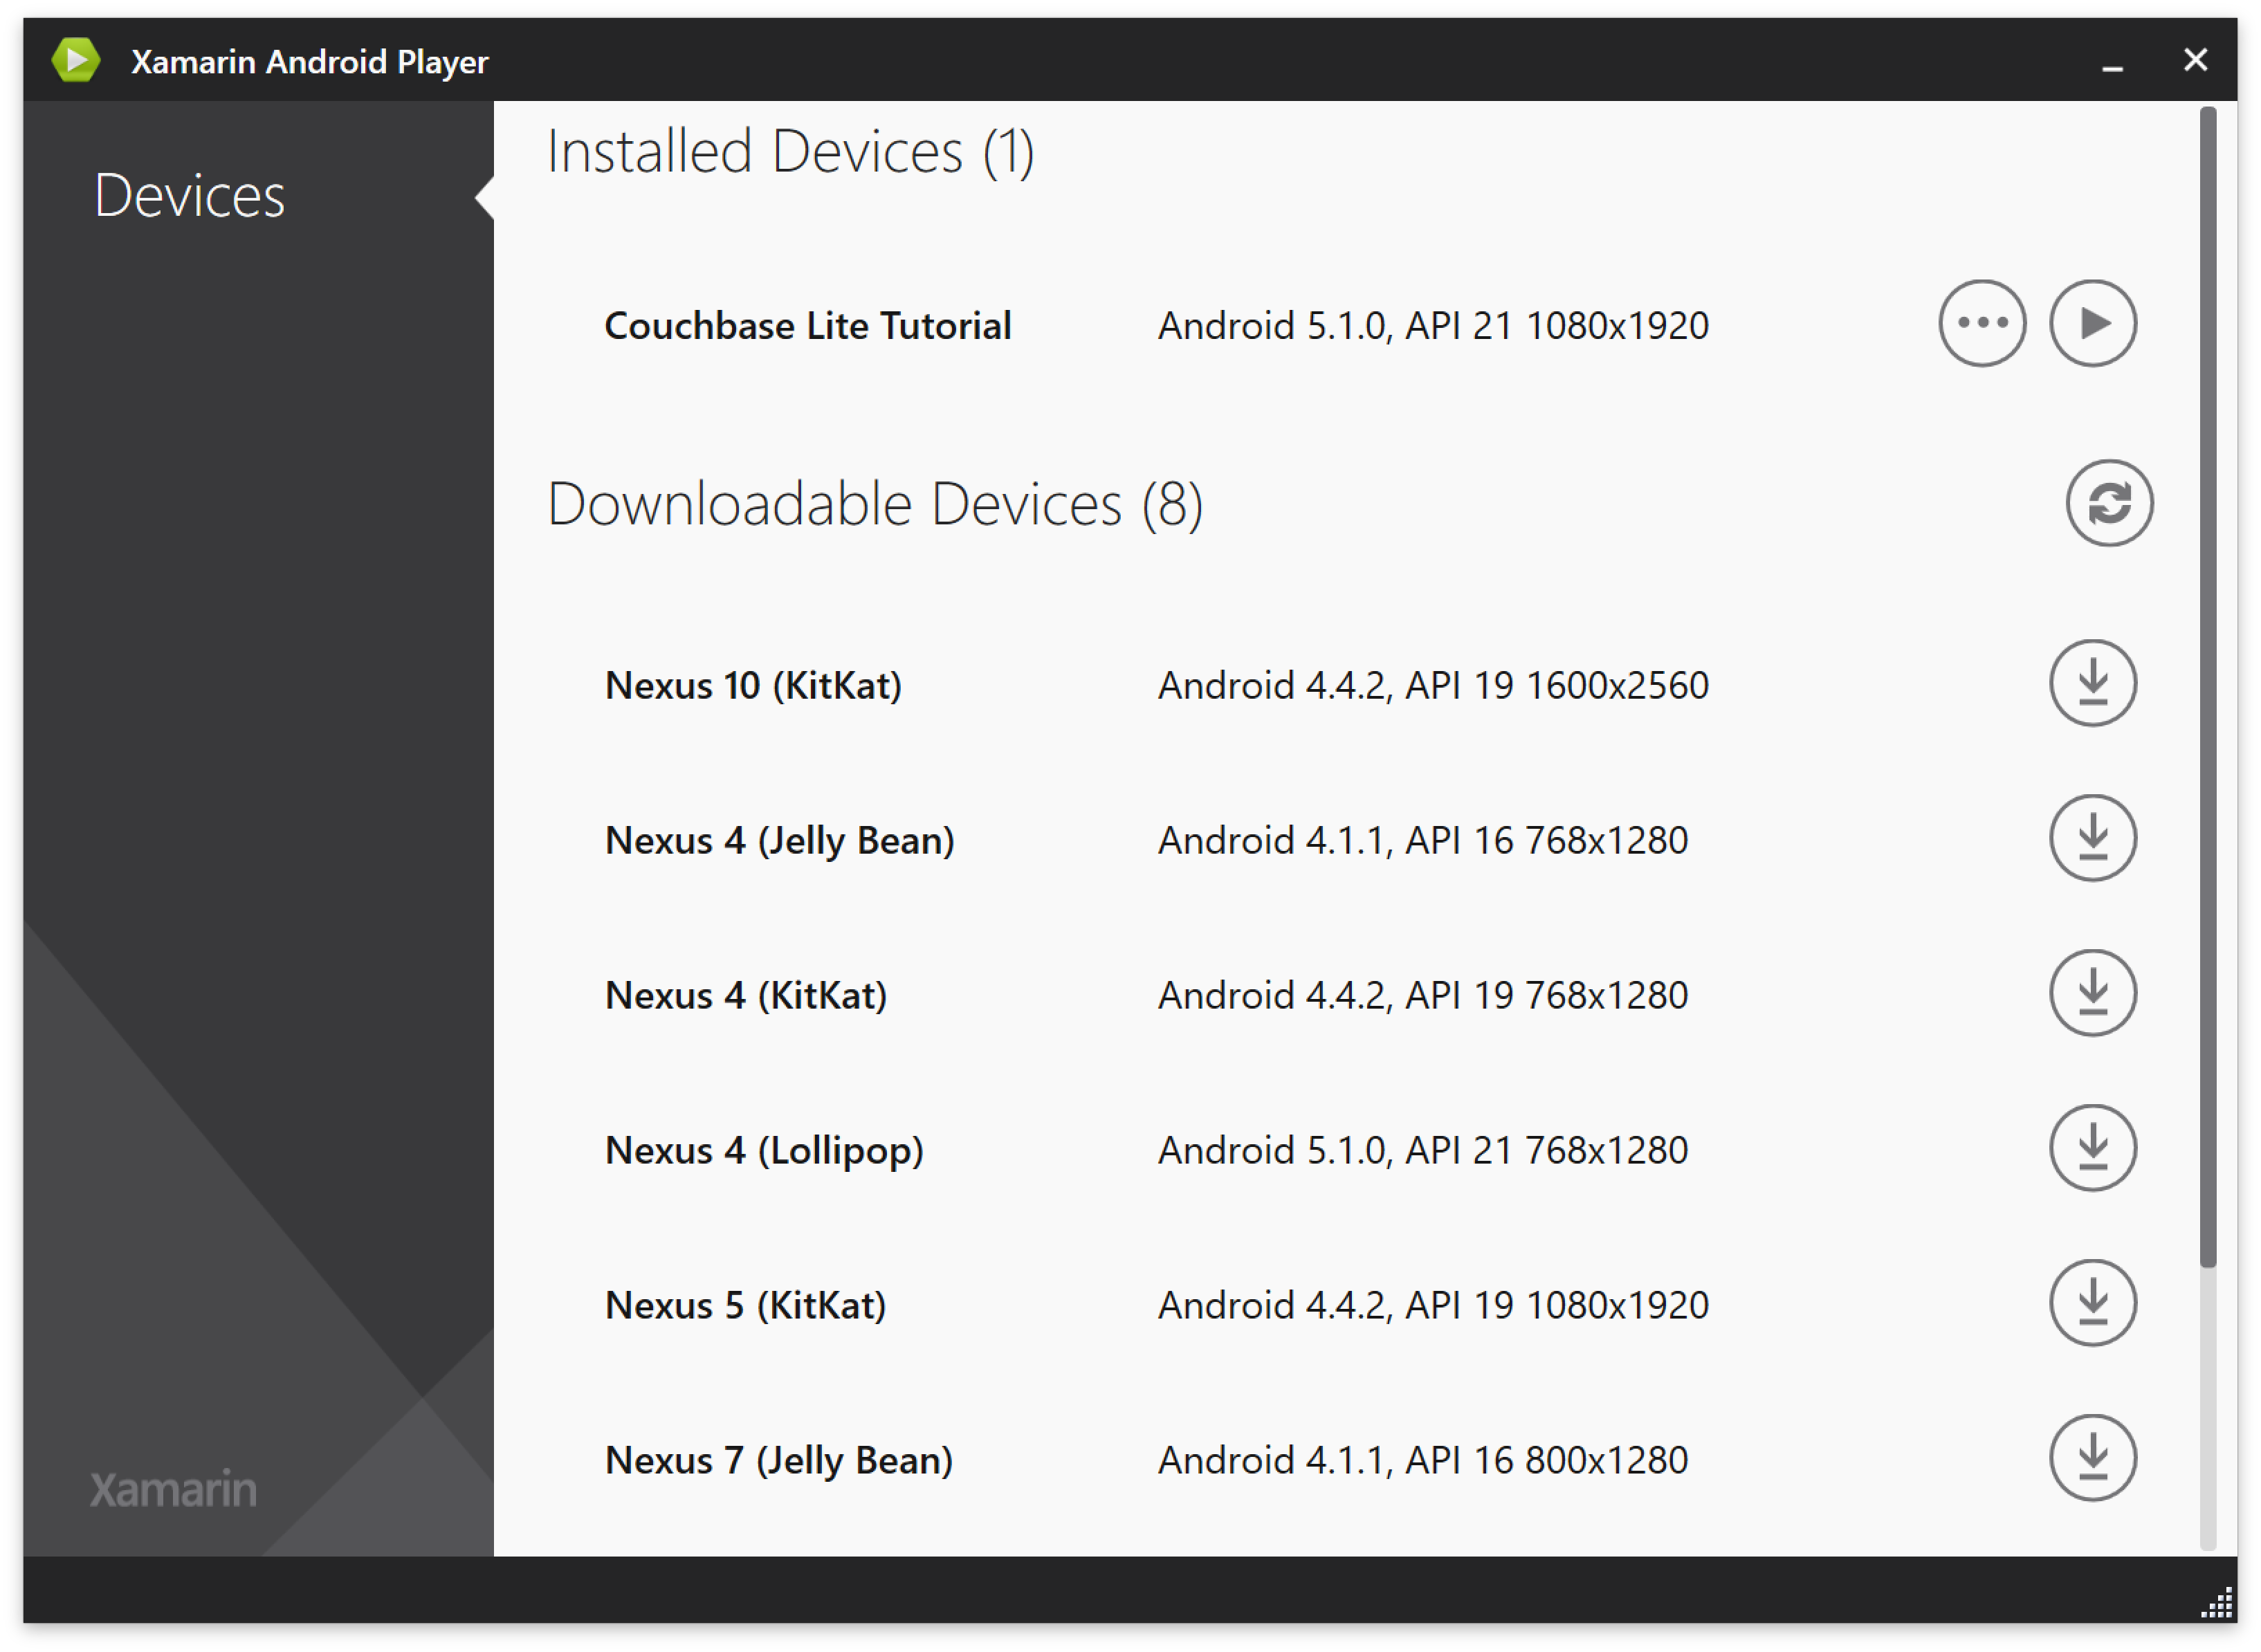 Xamarin Android Player
Devices
Installed Devices (1)
Couchbase Lite Tutorial Android 5.1.0, API 21 1080x1920
Downloadable Devices (8)
Nexus 10 (KitKat) Android 4.4.2, API 19 1600x2560
Nexus 4 (Jelly Bean) Android 4.1.1, API 16 768x1280
Nexus 4 (KitKat) Android 4.4.2, API 19 768x1280
Nexus 4 (Lollipop) Android 5.1.0, API 21 768x1280
Nexus 5 (KitKat) Android 4.4.2, API 19 1080x1920
Nexus 7 (Jelly Bean) Android 4.1.1, API 16 800x1280
Xamarin